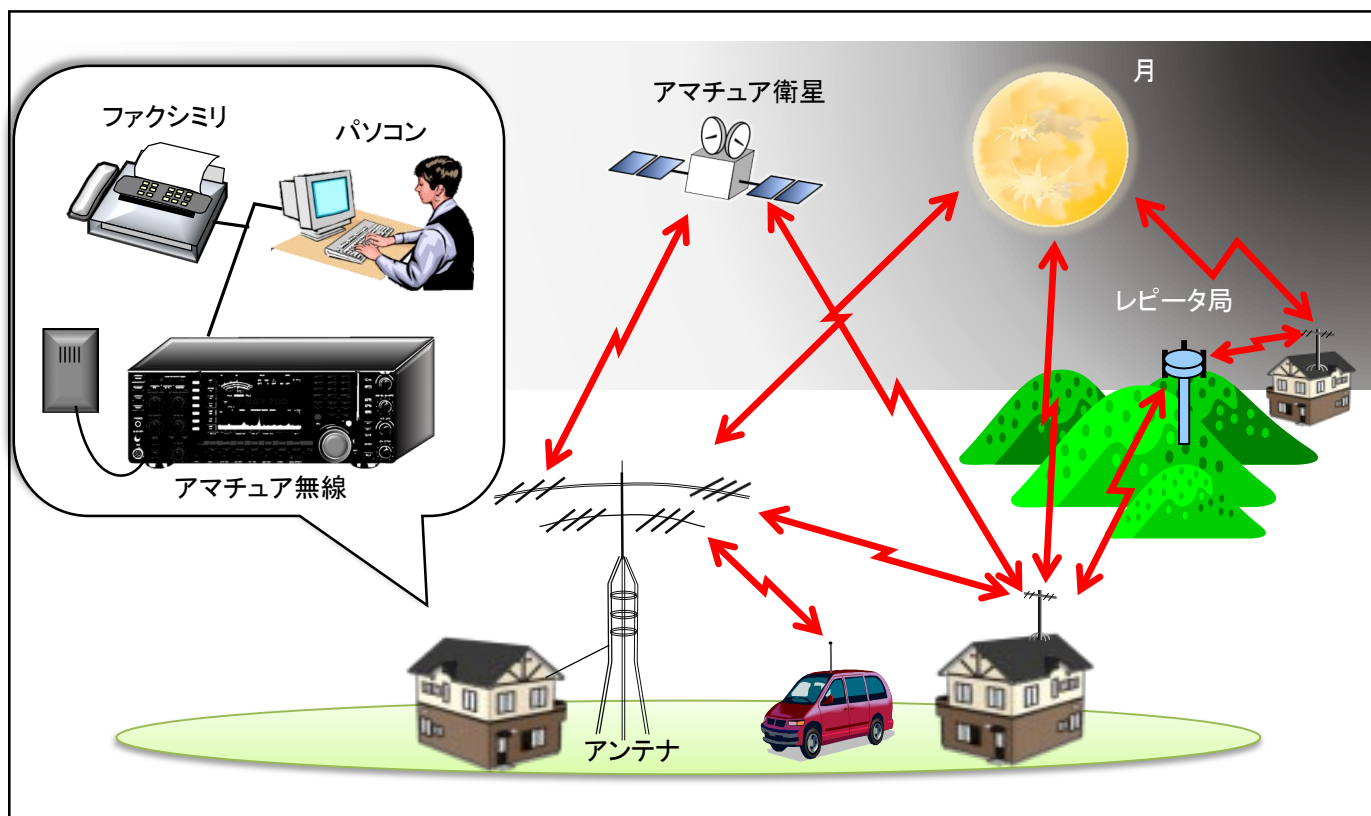 ファクシミリ
パソコン
アマチュア無線
アマチュア衛星
月
レピータ局
アンテナ